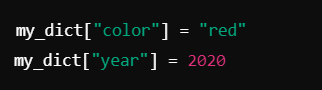 my_dict["color"] = "red"
my_dict["year"] = 2020